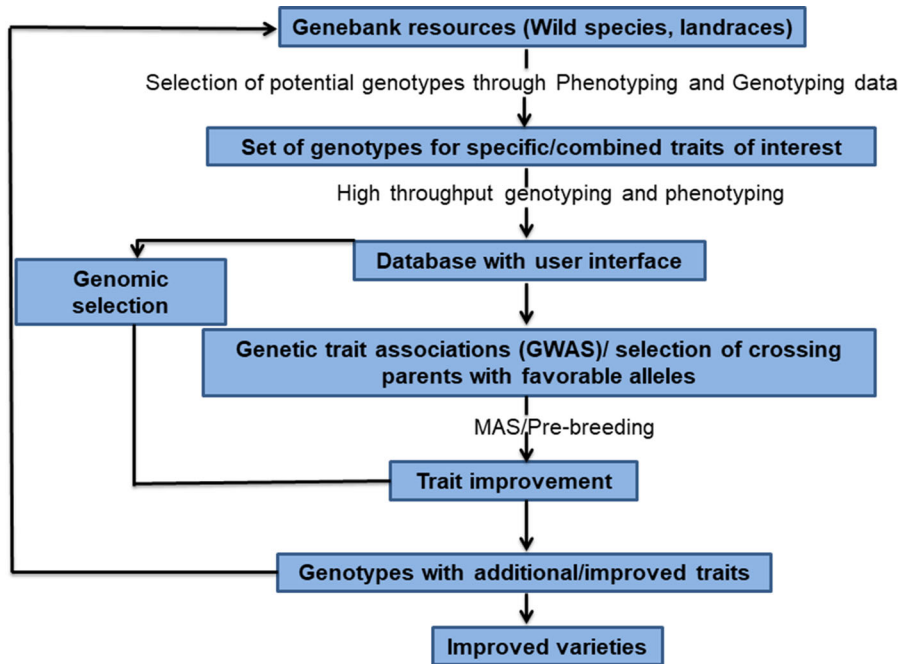 Genebank resources (Wild species, landraces)
Selection of potential genotypes through Phenotyping and Genotyping data
Set of genotypes for specific/combined traits of interest
High throughput genotyping and phenotyping
Database with user interface
Genomic
selection
Genetic trait associations (GWAS)/ selection of crossing
parents with favorable alleles
MAS/Pre-breeding
Trait improvement
Genotypes with additional/improved traits
Improved varieties